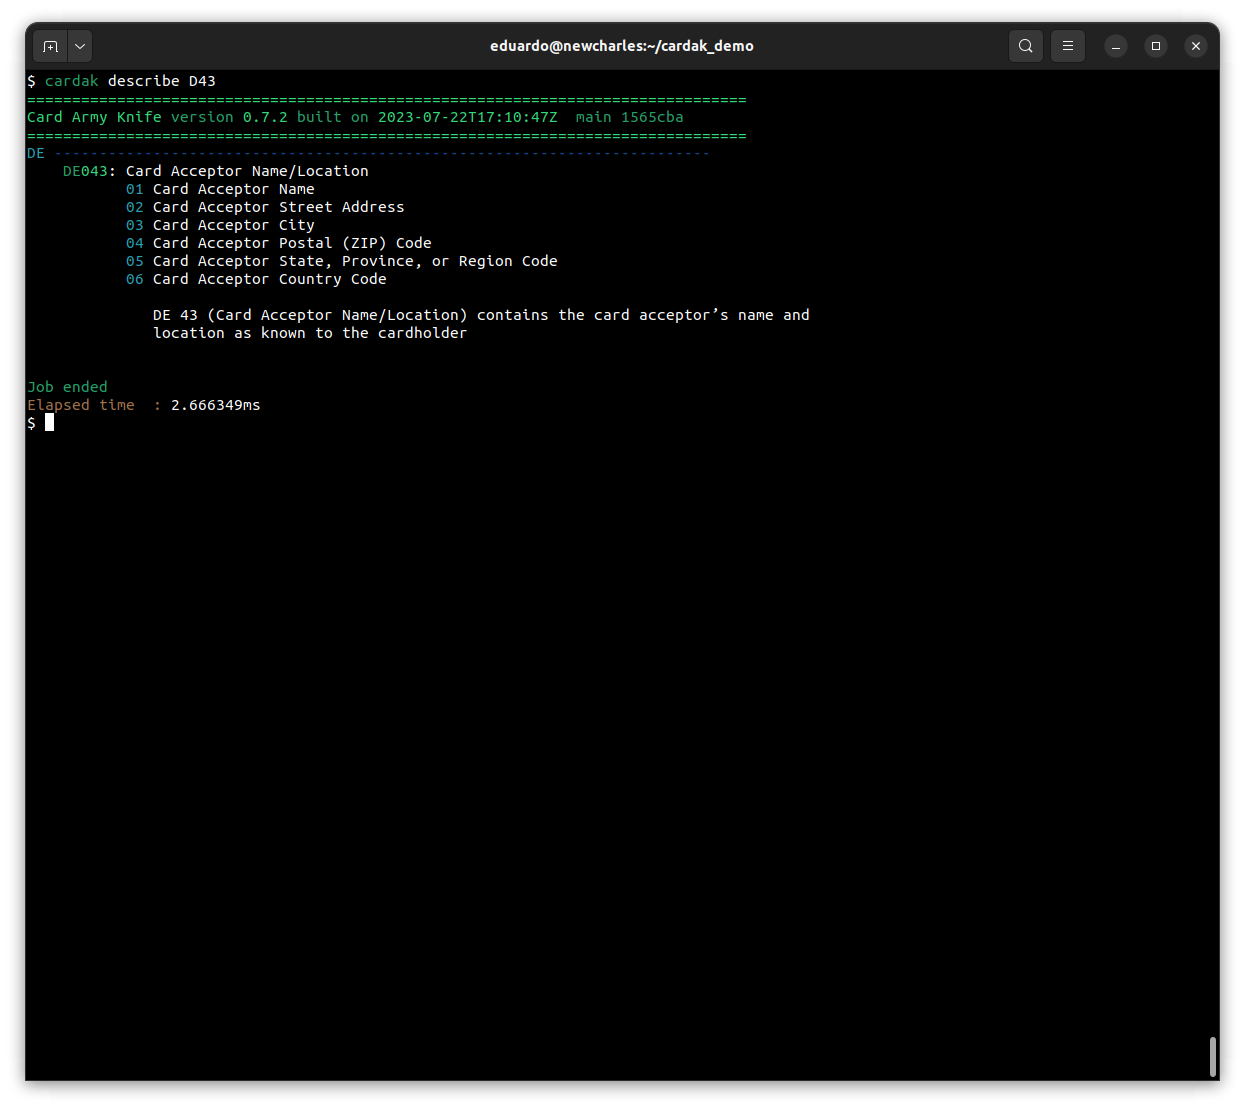 eduardo@newcharles:~/cardak_demo
$ cardak describe D43
================================================================================
Card Army Knife version 0.7.2 built on 2023-07-22T17:10:47Z  main 1565cba
================================================================================
DE -------------------------------------------------------------------------
    DE043: Card Acceptor Name/Location
           01 Card Acceptor Name
           02 Card Acceptor Street Address
           03 Card Acceptor City
           04 Card Acceptor Postal (ZIP) Code
           05 Card Acceptor State, Province, or Region Code
           06 Card Acceptor Country Code
              DE 43 (Card Acceptor Name/Location) contains the card acceptor’s name and
              location as known to the cardholder
Job ended
Elapsed time  : 2.666349ms
$